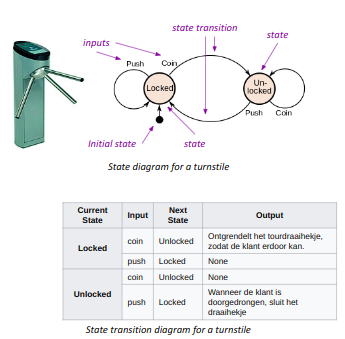 state transition
inputs
state
Push
Coin
Locked
Un-
locked
Push
Coin
Initial state
state
State diagram for a turnstile
Current State
Input
Next State
Output
Locked
coin
Unlocked
Ontgrendelt het tourdraaihekje,
zodat de klant erdoor kan.
push
Locked
None
Unlocked
coin
Unlocked
None
push
Locked
Wanneer de klant is
doorgedrongen, sluit het
draaihekje
State transition diagram for a turnstile